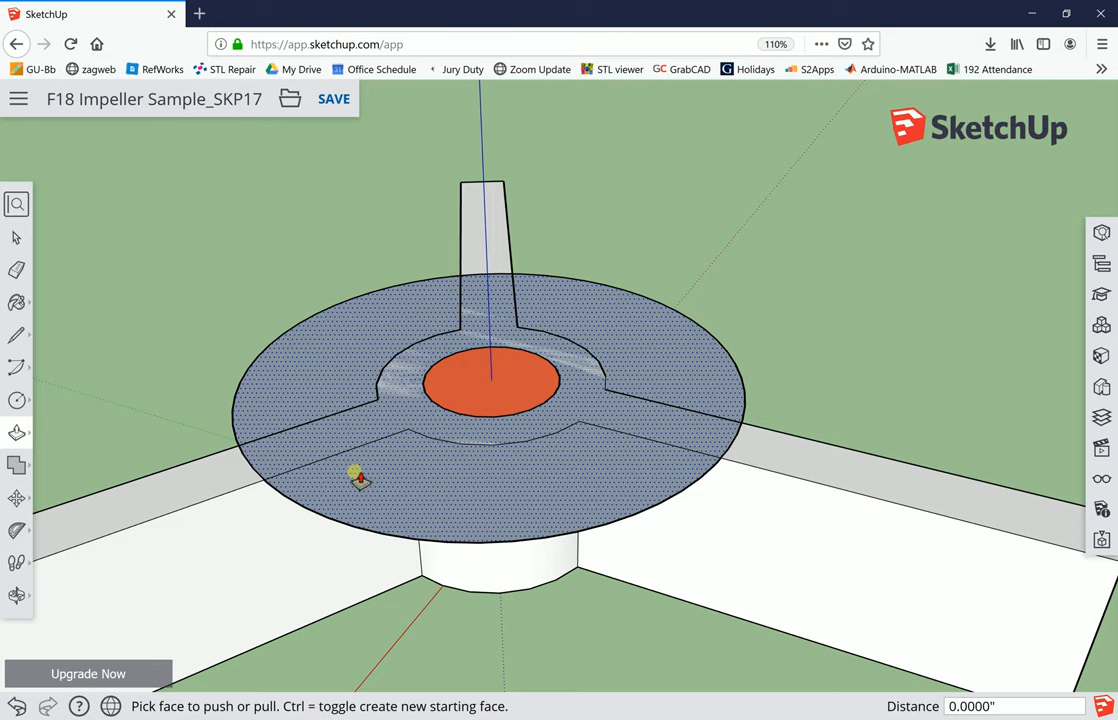 SketchUp
https://app.sketchup.com/app
110%
GU-Bb
zagweb
RefWorks
STL Repair
My Drive
Office Schedule
Jury Duty
Zoom Update
STL viewer
GC GrabCAD
Holidays
S2Apps
Arduino-MATLAB
192 Attendance
F18 Impeller Sample_SKP17
SAVE
SketchUp
Upgrade Now
Pick face to push or pull. Ctrl = toggle create new starting face.
Distance 0.0000"